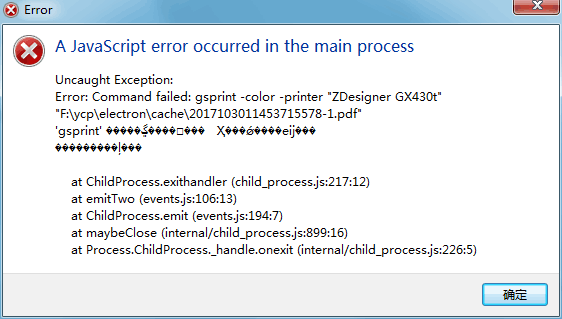 Error
A JavaScript error occurred in the main process
Uncaught Exception:
Error: Command failed: gsprint -color -printer "ZDesigner GX430t"
"F:\ycp\electron\cache\2017103011453715578-1.pdf"
'gsprint'
at ChildProcess.exithandler (child_process.js:217:12)
at emitTwo (events.js:106:13)
at ChildProcess.emit (events.js:194:7)
at maybeClose (internal/child_process.js:899:16)
at Process.ChildProcess._handle.onexit (internal/child_process.js:226:5)
确定